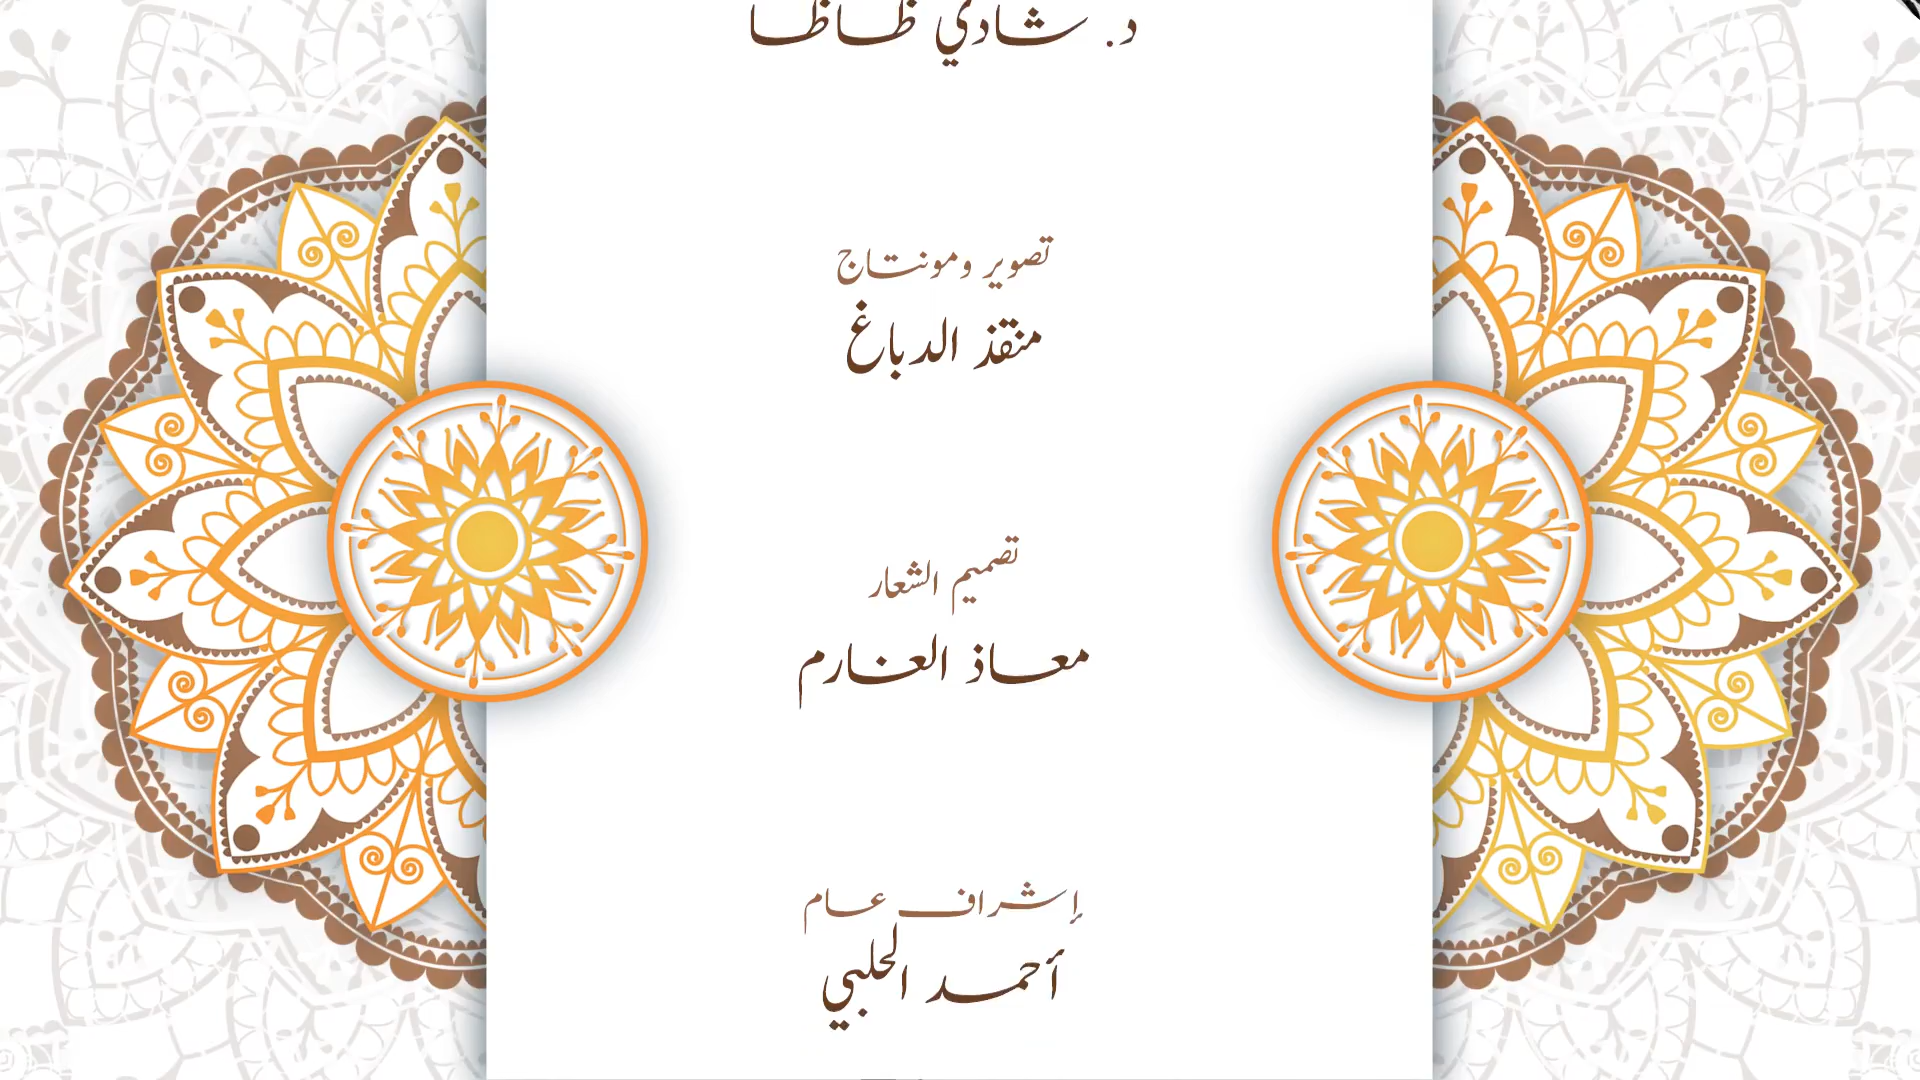 د. شادي ظاظا
تصوير ومونتاج
منقذ الدباغ
تصميم الشعار
معاذ العارم
إشراف عام
أحمد الحلبي